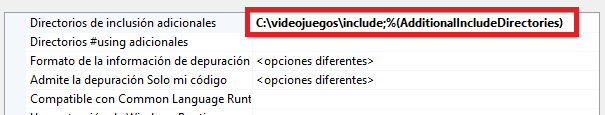 Directorios de inclusión adicionales C:\videojuegos\include;%(AdditionalIncludeDirectories)
Directorios #using adicionales
Formato de la información de depuración <opciones diferentes>
Admite la depuración Solo mi código <opciones diferentes>
Compatible con Common Language Runt